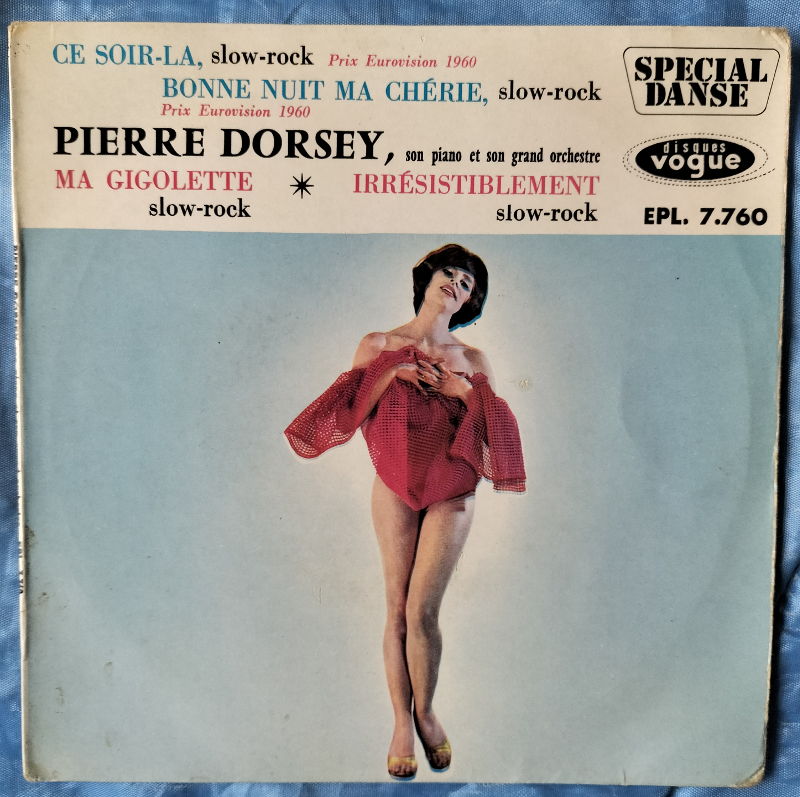 CE SOIR-LA, slow-rock Prix Eurovision 1960
BONNE NUIT MA CHÉRIE, slow-rock
Prix Eurovision 1960
PIERRE DORSEY, son piano et son grand orchestre
MA GIGOLETTE * IRRÉSISTIBLEMENT
slow-rock slow-rock
SPECIAL
DANSE
disques
vogue
EPL. 7.760